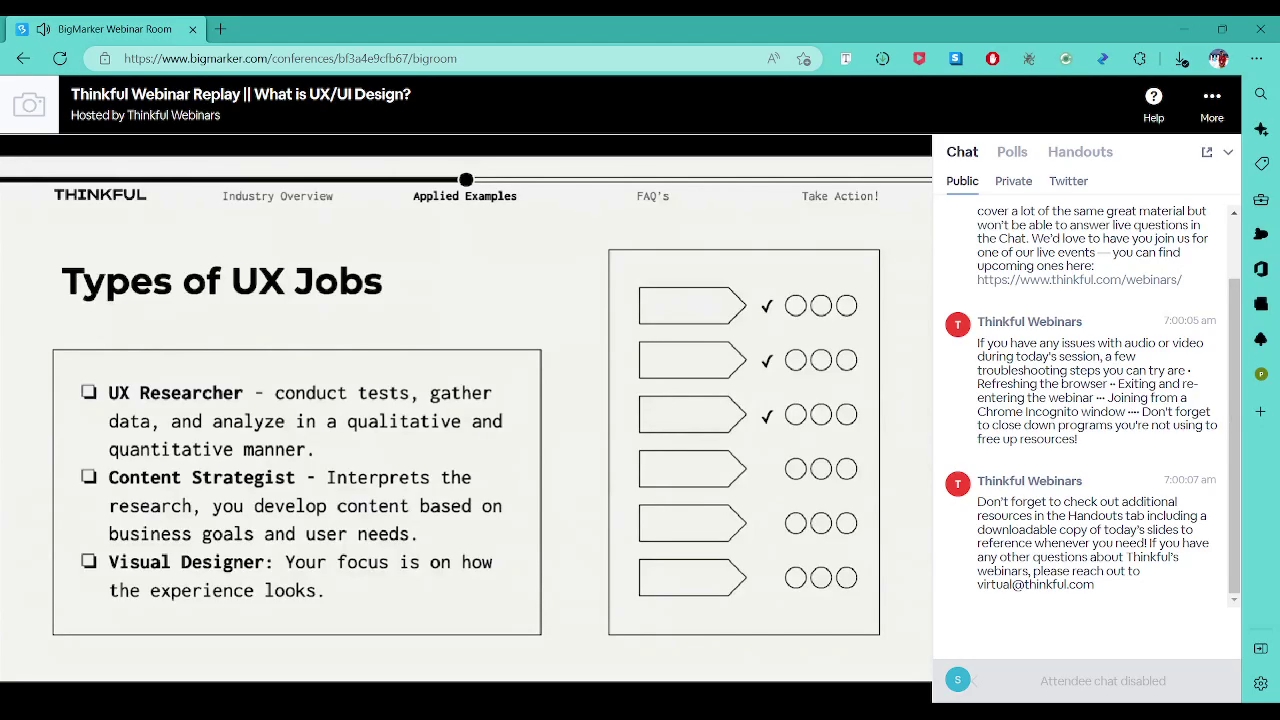 BigMarker Webinar Room
http://www.bigmarker.com/conferences/bf3a4e9cfb67/bigroom
Thinkful Webinar Replay || What is UX/UI Design?
Hosted by Thinkful Webinars
Help
More
THINKFUL
Industry Overview
Applied Examples
FAQ's
Take Action!
Types of UX Jobs
UX Researcher - conduct tests, gather
data, and analyze in a qualitative and
quantitative manner.
Content Strategist - Interprets the
research, you develop content based on
business goals and user needs.
Visual Designer: Your focus is on how
the experience looks.
Chat
Polls
Handouts
Public
Private
Twitter
cover a lot of the same great material but
won't be able to answer live questions in
the Chat. We'd love to have you join us for
one of our live events — you can find
upcoming ones here:
https://www.thinkful.com/webinars/
T
Thinkful Webinars
7:00:05 am
If you have any issues with audio or video
during today's session, a few
troubleshooting steps you can try are •
Refreshing the browser •• Exiting and re-
entering the webinar ••• Joining from a
Chrome Incognito window •••• Don't forget
to close down programs you're not using to
free up resources!
T
Thinkful Webinars
7:00:07 am
Don't forget to check out additional
resources in the Handouts tab including a
downloadable copy of today's slides to
reference whenever you need! If you have
any other questions about Thinkful's
webinars, please reach out to
virtual@thinkful.com
S
Attendee chat disabled